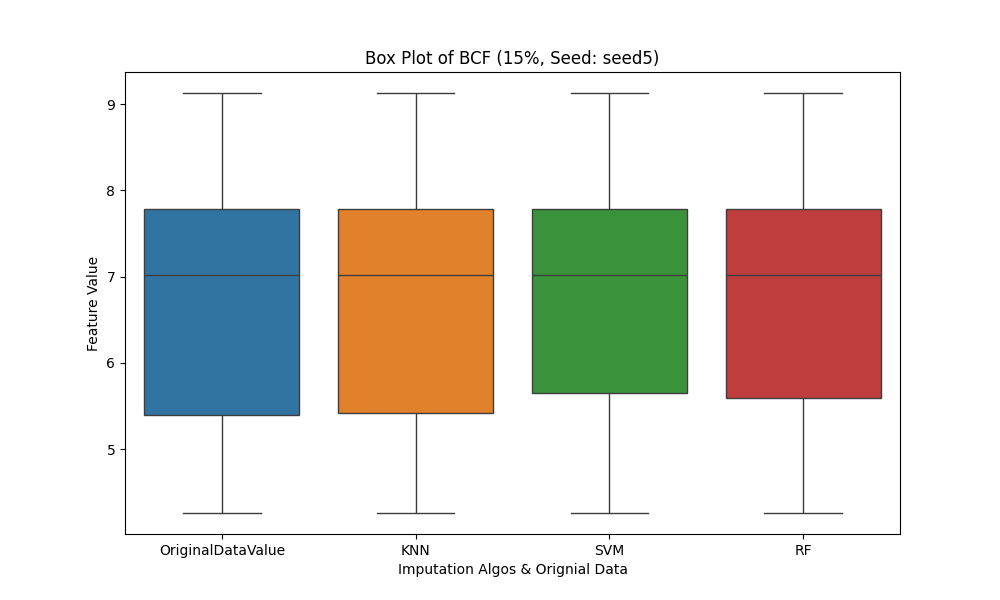 Box Plot of BCF (15%, Seed: seed5)
Feature Value
9
8
7
6
5
OriginalDataValue KNN SVM RF
Imputation Algos & Orignial Data